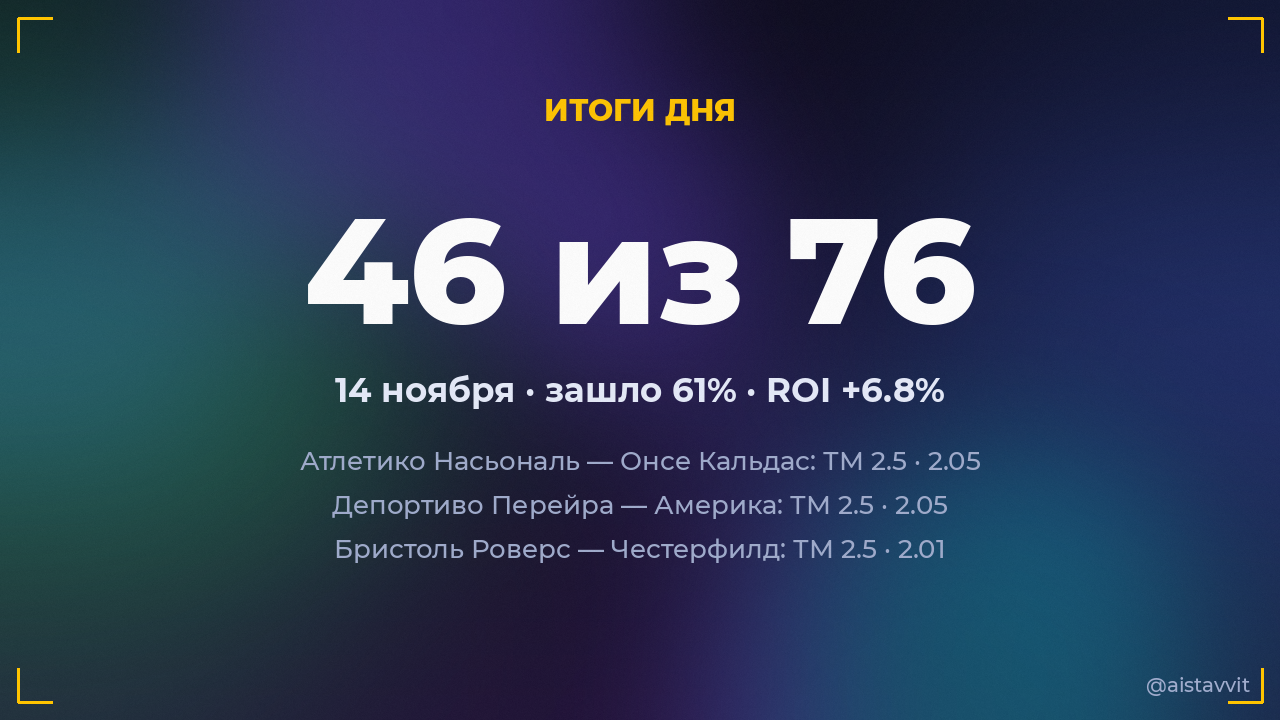 ИТОГИ ДНЯ
46 из 76
14 ноября · зашло 61% · ROI +6.8%
Атлетико Насьональ — Онсе Кальдас: ТМ 2.5 · 2.05
Депортиво Перейра — Америка: ТМ 2.5 · 2.05
Бристоль Роверс — Честерфилд: ТМ 2.5 · 2.01
@aistavvit